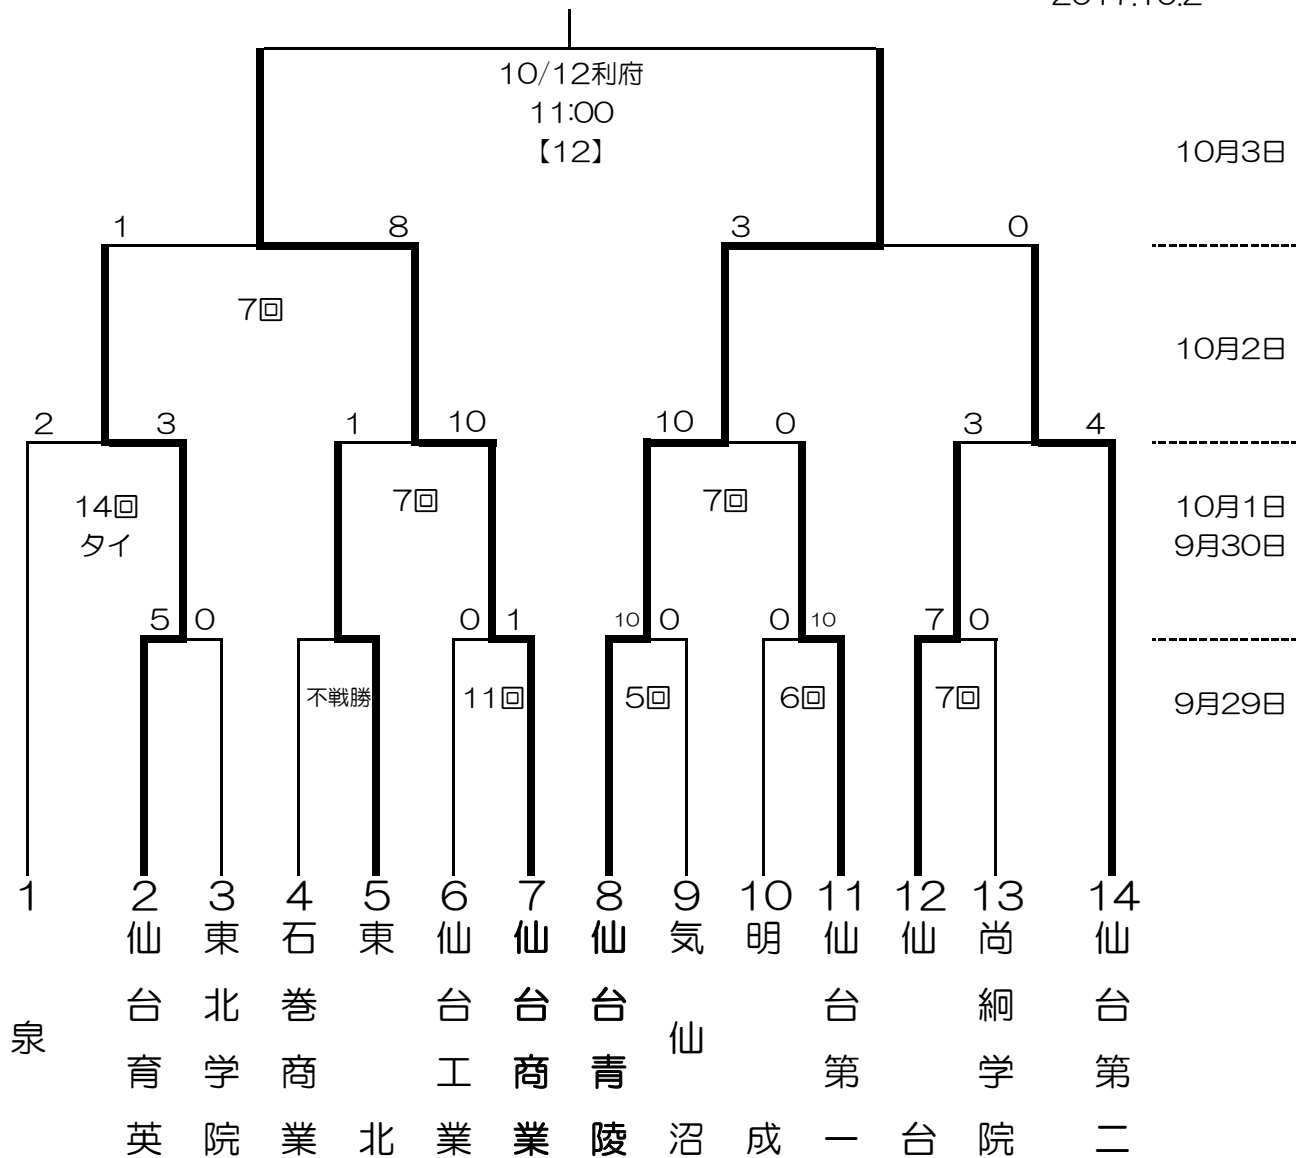 10/12利府
11:00
【12】
10月3日
1 8 3 0
7回
10月2日
2 3 1 10 10 0 3 4
14回
タイ
7回 7回
10月1日
9月30日
5 0 0 1 10 0 0 10 7 0
不戦勝 11回 5回 6回 7回
9月29日
1 泉
2 仙台育英
3 東北学院
4 石巻商業
5 東北
6 仙台工業
7 仙台商業
8 仙台青陵
9 気仙沼
10 明成
11 仙台第一
12 仙台
13 尚絅学院
14 仙台第二